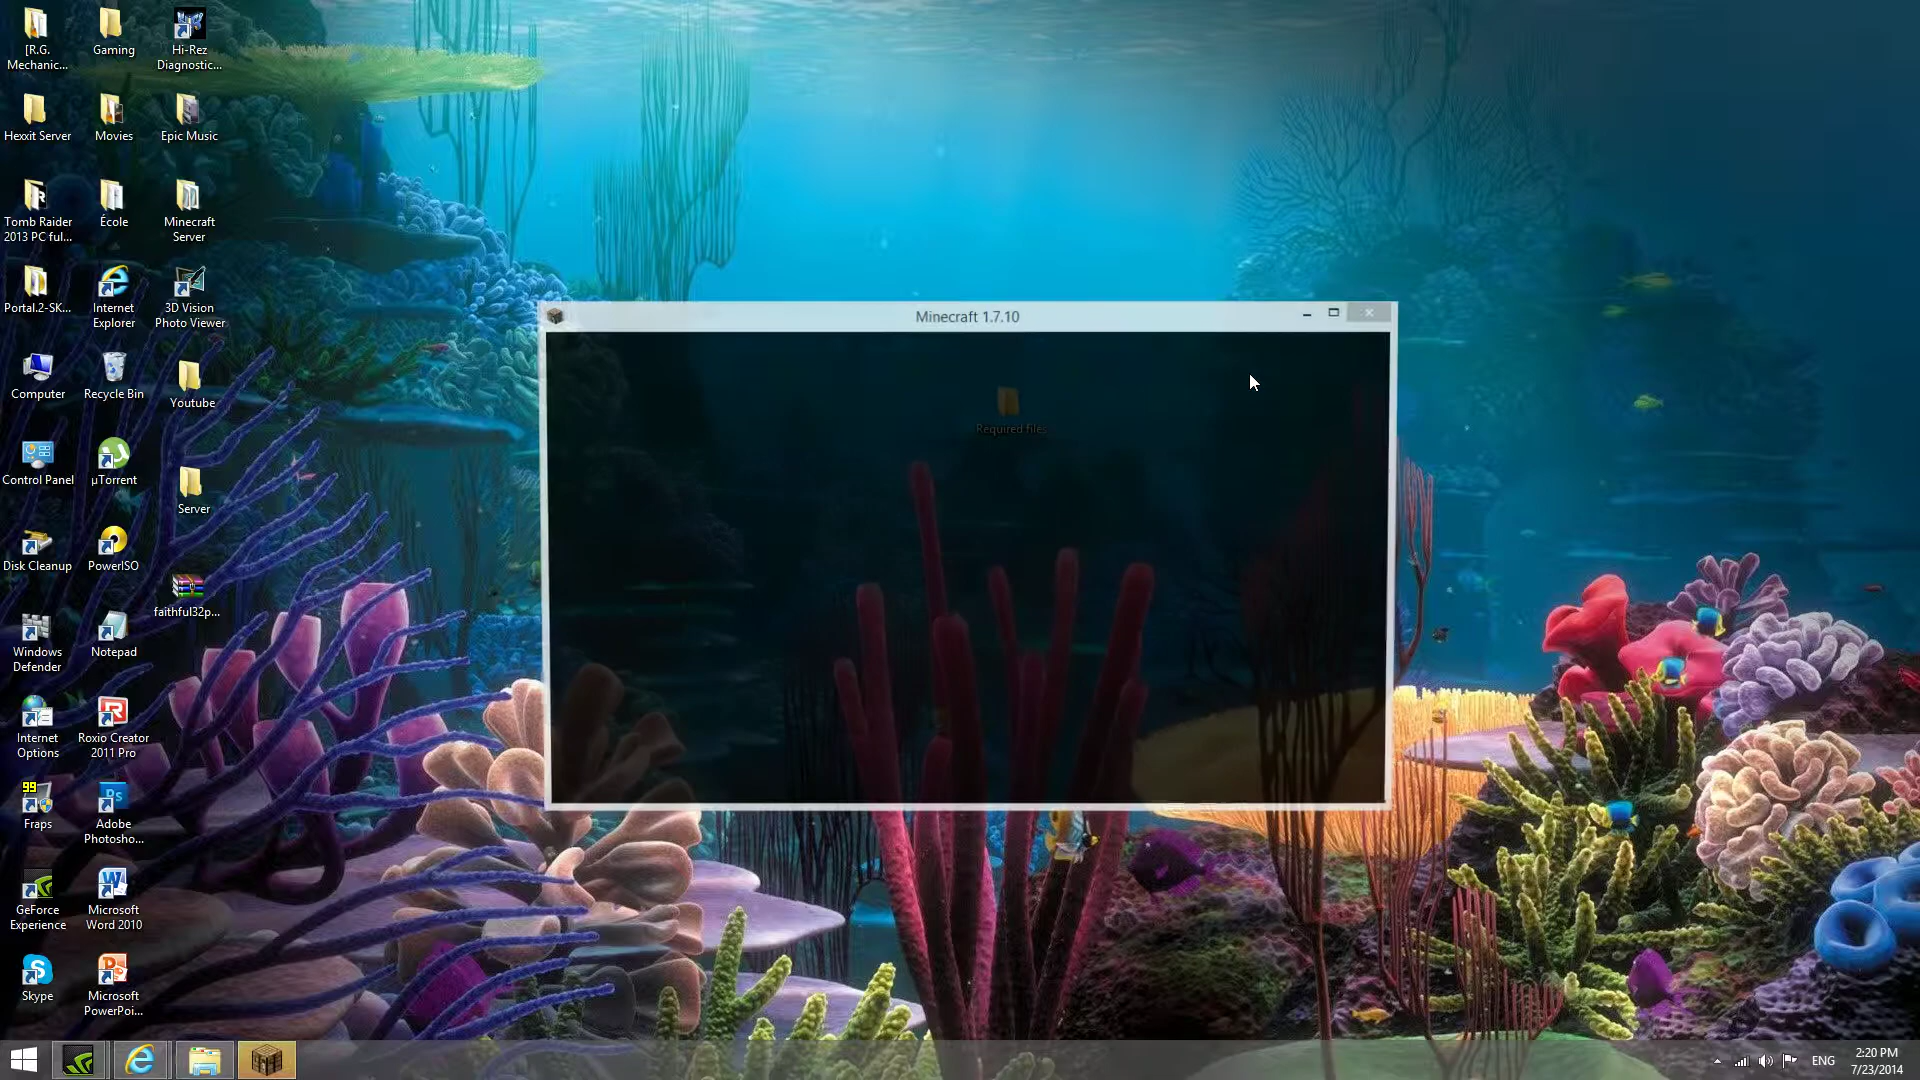 [R.G.
Mechanic...
Gaming
Hi-Rez
Diagnostic...
Hexxit Server
Movies
Epic Music
Tomb Raider
2013 PC ful...
École
Minecraft
Server
Portal.2-SK...
Internet
Explorer
3D Vision
Photo Viewer
Computer
Recycle Bin
Youtube
Control Panel
µTorrent
Server
Disk Cleanup
PowerISO
faithful32p...
Windows
Defender
Notepad
Internet
Options
Roxio Creator
2011 Pro
99
Fraps
Ps
Adobe
Photosho...
GeForce
Experience
Microsoft
Word 2010
Skype
Microsoft
PowerPoi...
Minecraft 1.7.10
Required files
ENG
2:20 PM
7/23/2014